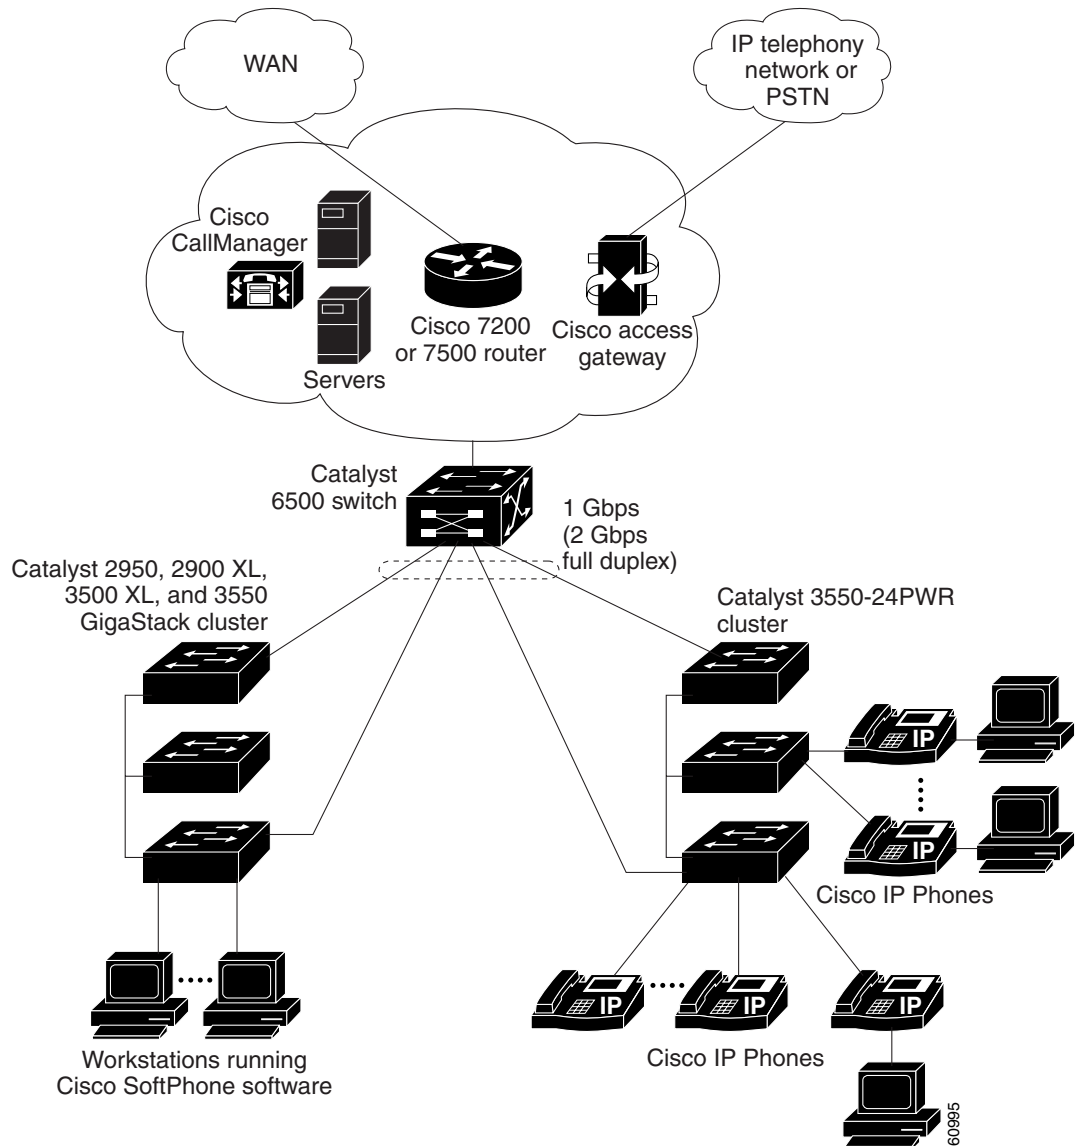 WAN
IP telephony
network or
PSTN
Cisco
CallManager
Servers
Cisco 7200
or 7500 router
Cisco access
gateway
Catalyst
6500 switch
1 Gbps
(2 Gbps
full duplex)
Catalyst 2950, 2900 XL,
3500 XL, and 3550
GigaStack cluster
Catalyst 3550-24PWR
cluster
IP
IP
Cisco IP Phones
IP
IP
IP
Cisco IP Phones
Workstations running
Cisco SoftPhone software
60995